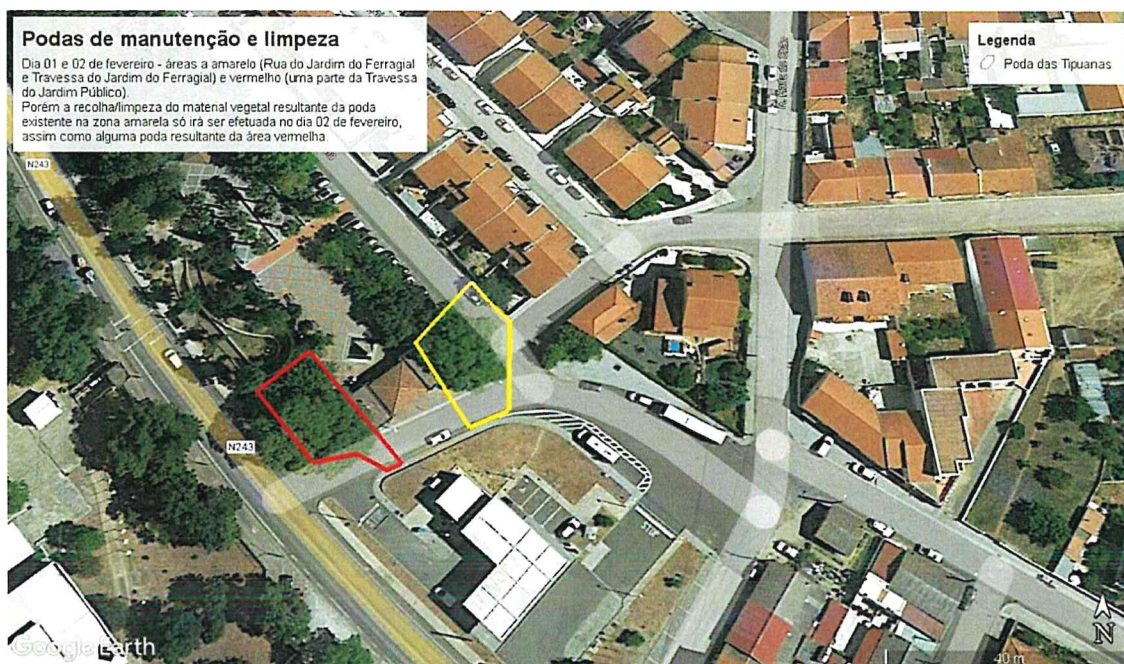 Podas de manutenção e limpeza
Dia 01 e 02 de fevereiro - áreas a amarelo (Rua do Jardim do Ferragial
e Travessa do Jardim do Ferragial) e vermelho (uma parte da Travessa
do Jardim Público).
Porém a recolha/limpeza do material vegetal resultante da poda
existente na zona amarela só irá ser efetuada no dia 02 de fevereiro,
assim como alguma poda resultante da área vermelha.
Legenda
Poda das Tipuanas
N243
N243
STOP
N
40 m
Google Earth